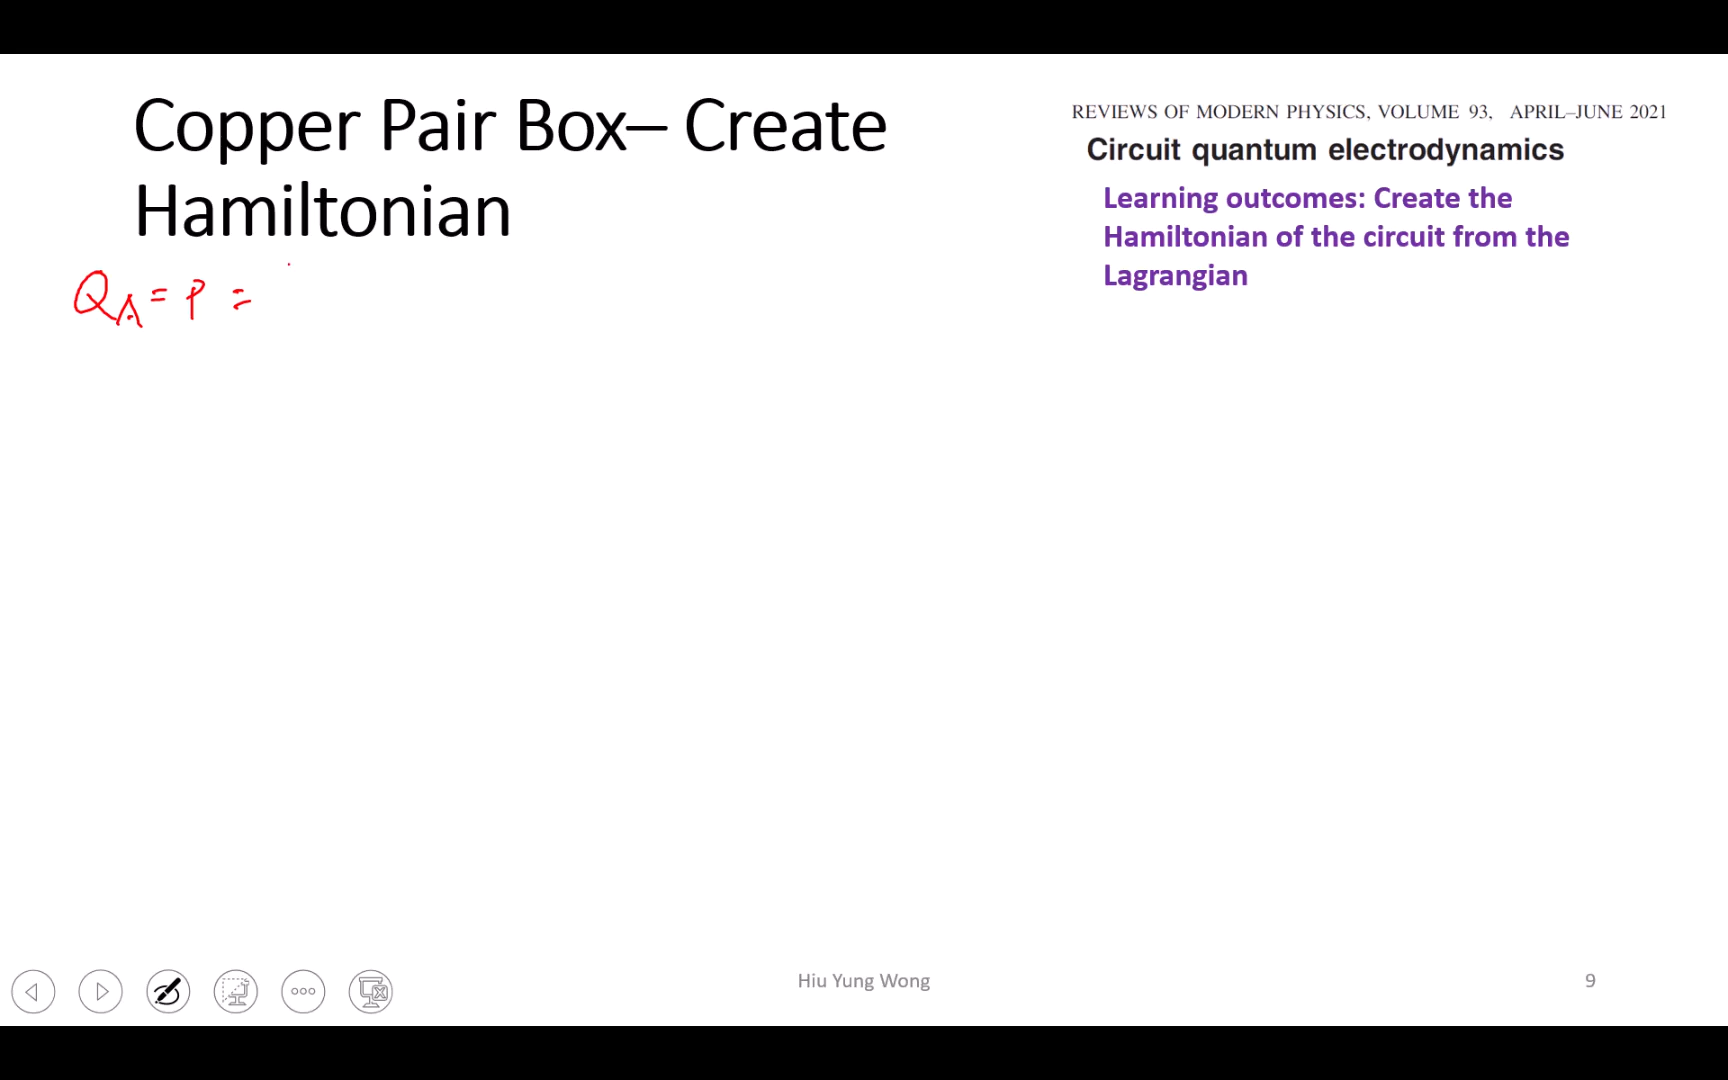 Copper Pair Box– Create
Hamiltonian
REVIEWS OF MODERN PHYSICS, VOLUME 93, APRIL–JUNE 2021
Circuit quantum electrodynamics
Learning outcomes: Create the
Hamiltonian of the circuit from the
Lagrangian
Q_A = P =
Hiu Yung Wong
9